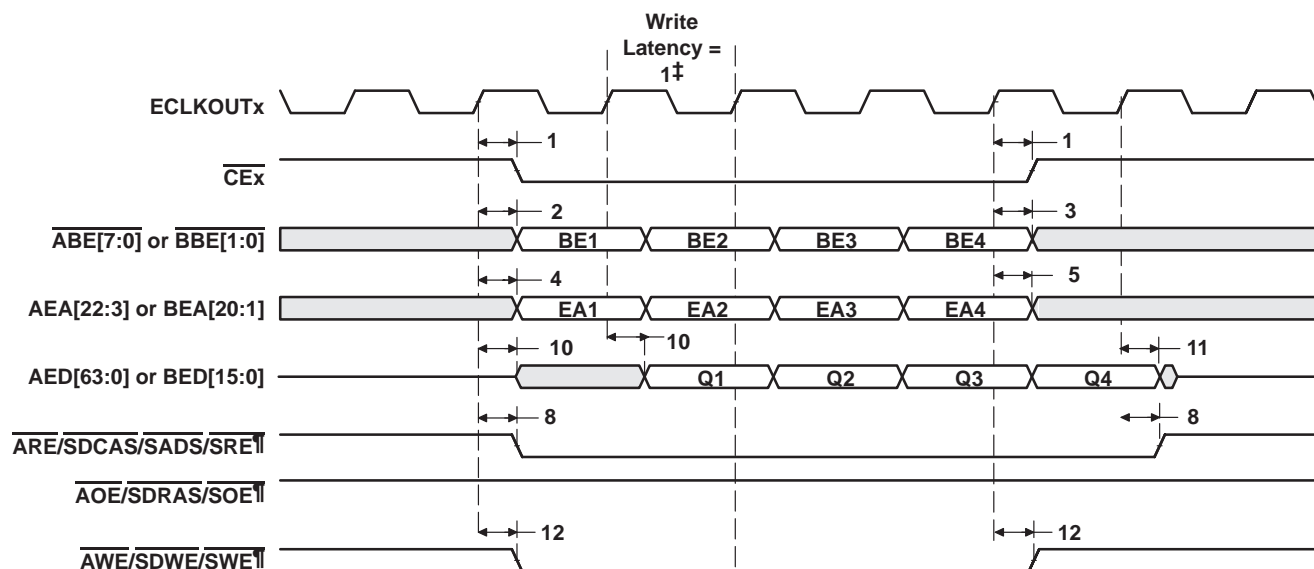 Write
Latency =
1‡
ECLKOUTx
1 1
CEx
2 3
ABE[7:0] or BBE[1:0]
BE1 BE2 BE3 BE4
4 5
AEA[22:3] or BEA[20:1]
EA1 EA2 EA3 EA4
10 10 11
AED[63:0] or BED[15:0]
Q1 Q2 Q3 Q4
8 8
ARE/SDCAS/SADS/SRE¶
AOE/SDRAS/SOE¶
12 12
AWE/SDWE/SWE¶